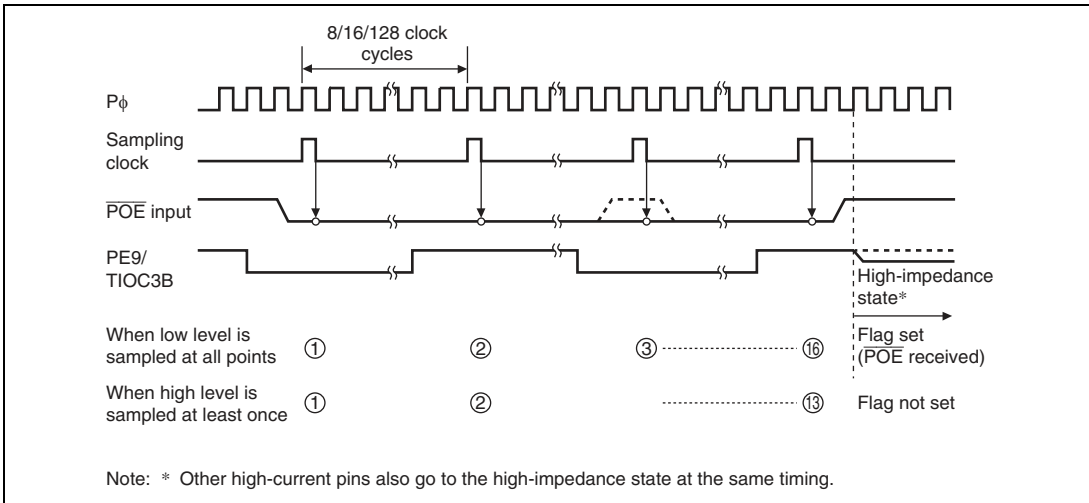 8/16/128 clock
cycles
Pφ
Sampling
clock
P̅O̅E̅ input
PE9/
TIOC3B
High-impedance
state*
When low level is
sampled at all points
① ② ③ ⑯
Flag set
(P̅O̅E̅ received)
When high level is
sampled at least once
① ② ⑬
Flag not set
Note: * Other high-current pins also go to the high-impedance state at the same timing.